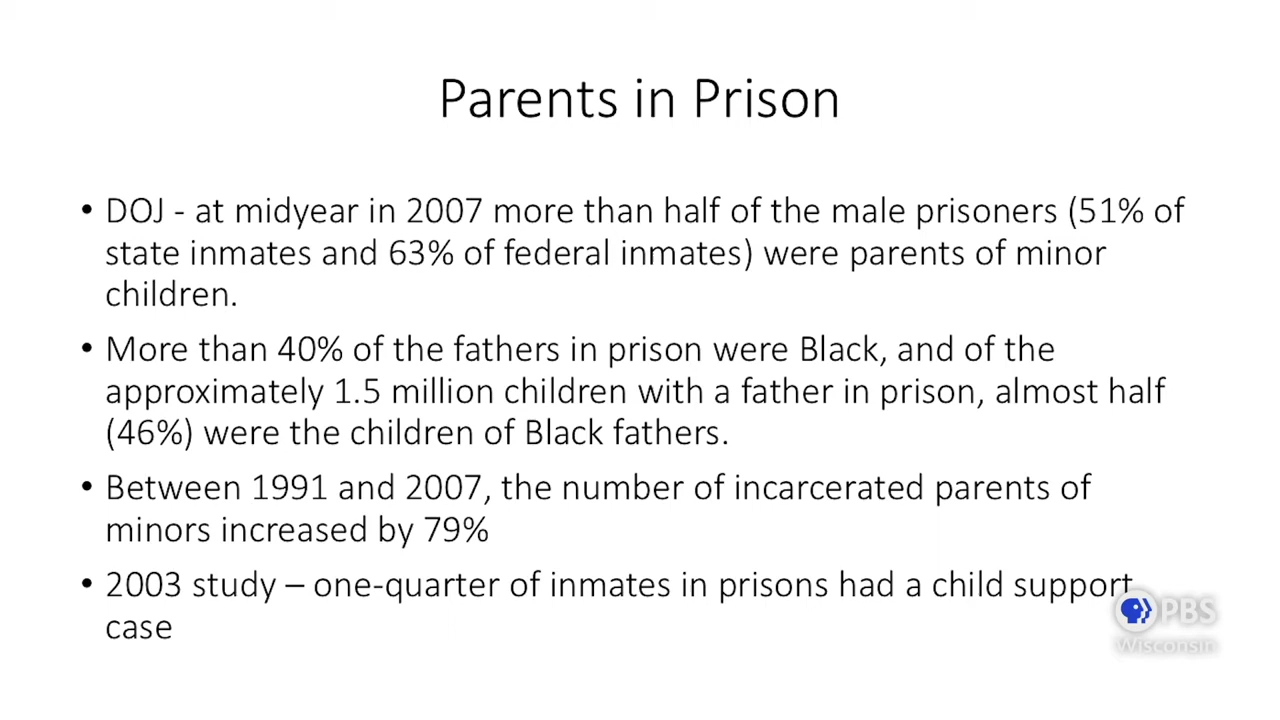 Parents in Prison
• DOJ - at midyear in 2007 more than half of the male prisoners (51% of
state inmates and 63% of federal inmates) were parents of minor
children.
• More than 40% of the fathers in prison were Black, and of the
approximately 1.5 million children with a father in prison, almost half
(46%) were the children of Black fathers.
• Between 1991 and 2007, the number of incarcerated parents of
minors increased by 79%
• 2003 study – one-quarter of inmates in prisons had a child support
case
PBS
Wisconsin